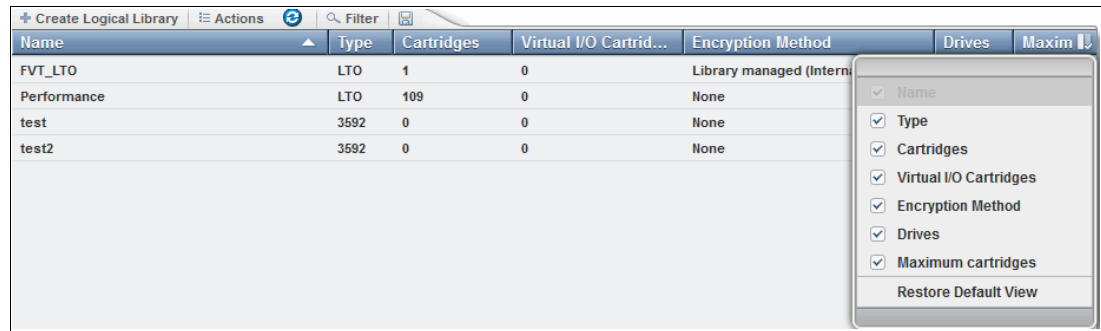 Create Logical Library Actions Filter
Name Type Cartridges Virtual I/O Cartrid... Encryption Method Drives Maxim
FVT_LTO LTO 1 0 Library managed (Interna
Performance LTO 109 0 None
test 3592 0 0 None
test2 3592 0 0 None
Name
Type
Cartridges
Virtual I/O Cartridges
Encryption Method
Drives
Maximum cartridges
Restore Default View